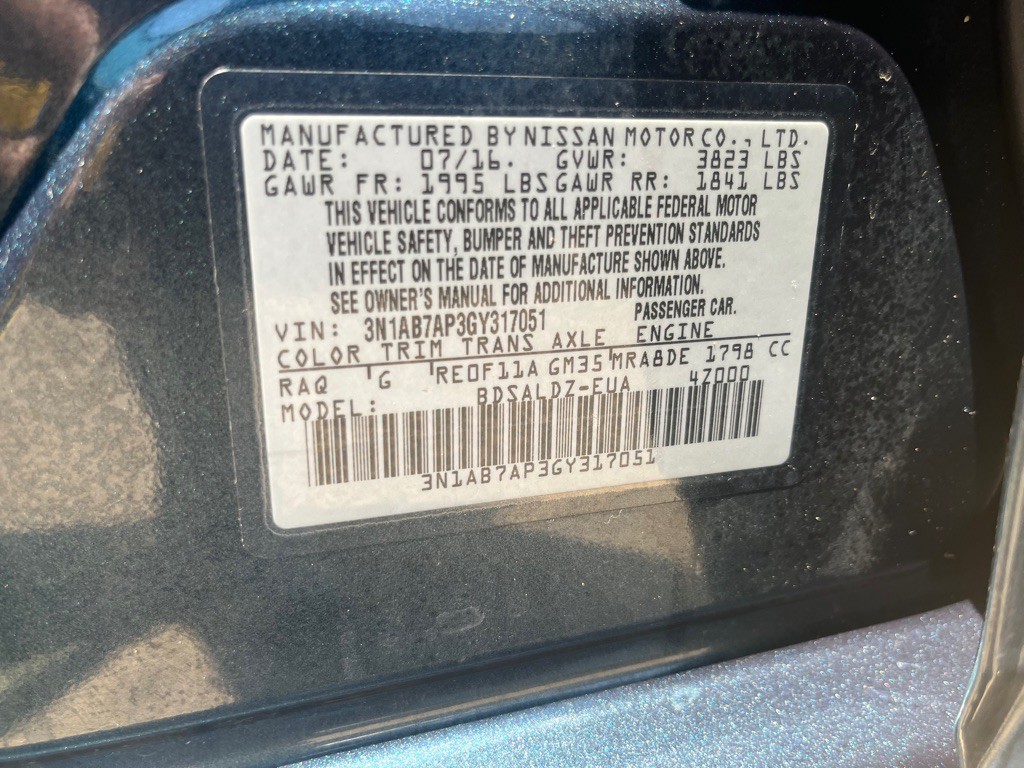 MANUFACTURED BY NISSAN MOTOR CO., LTD.
DATE: 07/16. GVWR: 3823 LBS
GAWR FR: 1995 LBS GAWR RR: 1841 LBS
THIS VEHICLE CONFORMS TO ALL APPLICABLE FEDERAL MOTOR
VEHICLE SAFETY, BUMPER AND THEFT PREVENTION STANDARDS
IN EFFECT ON THE DATE OF MANUFACTURE SHOWN ABOVE.
SEE OWNER'S MANUAL FOR ADDITIONAL INFORMATION.
VIN: 3N1AB7AP3GY317051 PASSENGER CAR.
COLOR TRIM TRANS AXLE ENGINE
RAQ G RE0F11A GM35 MRA8DE 1798 CC
MODEL: BDSALDZ-EUA 4Z000
3N1AB7AP3GY317051